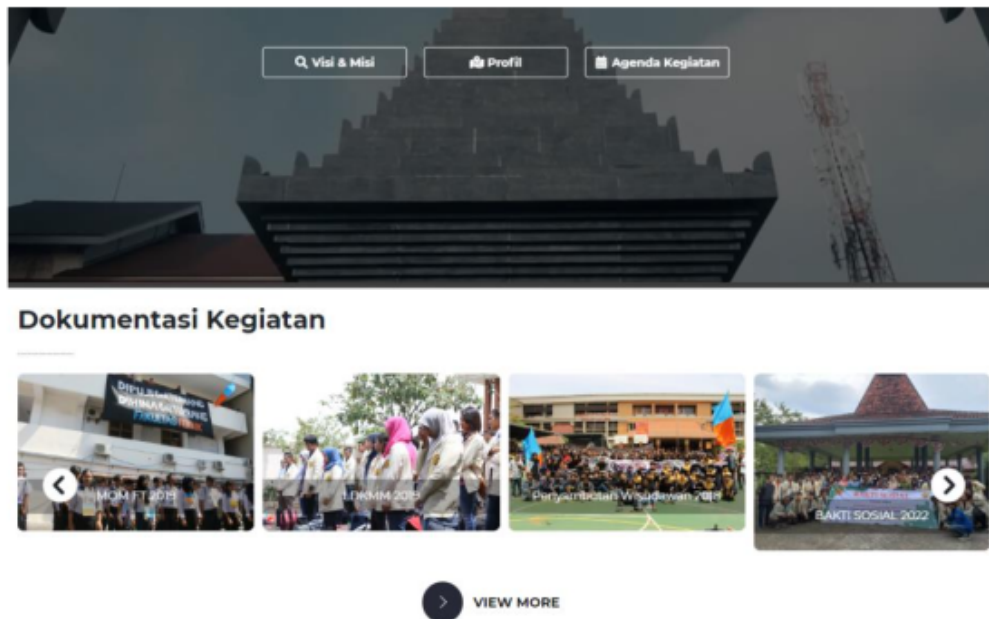 Visi & Misi
Profil
Agenda Kegiatan
Dokumentasi Kegiatan
MOM FT 2019
LDKMM 2019
Penyambutan Wisudawan 2018
BAKTI SOSIAL 2022
VIEW MORE